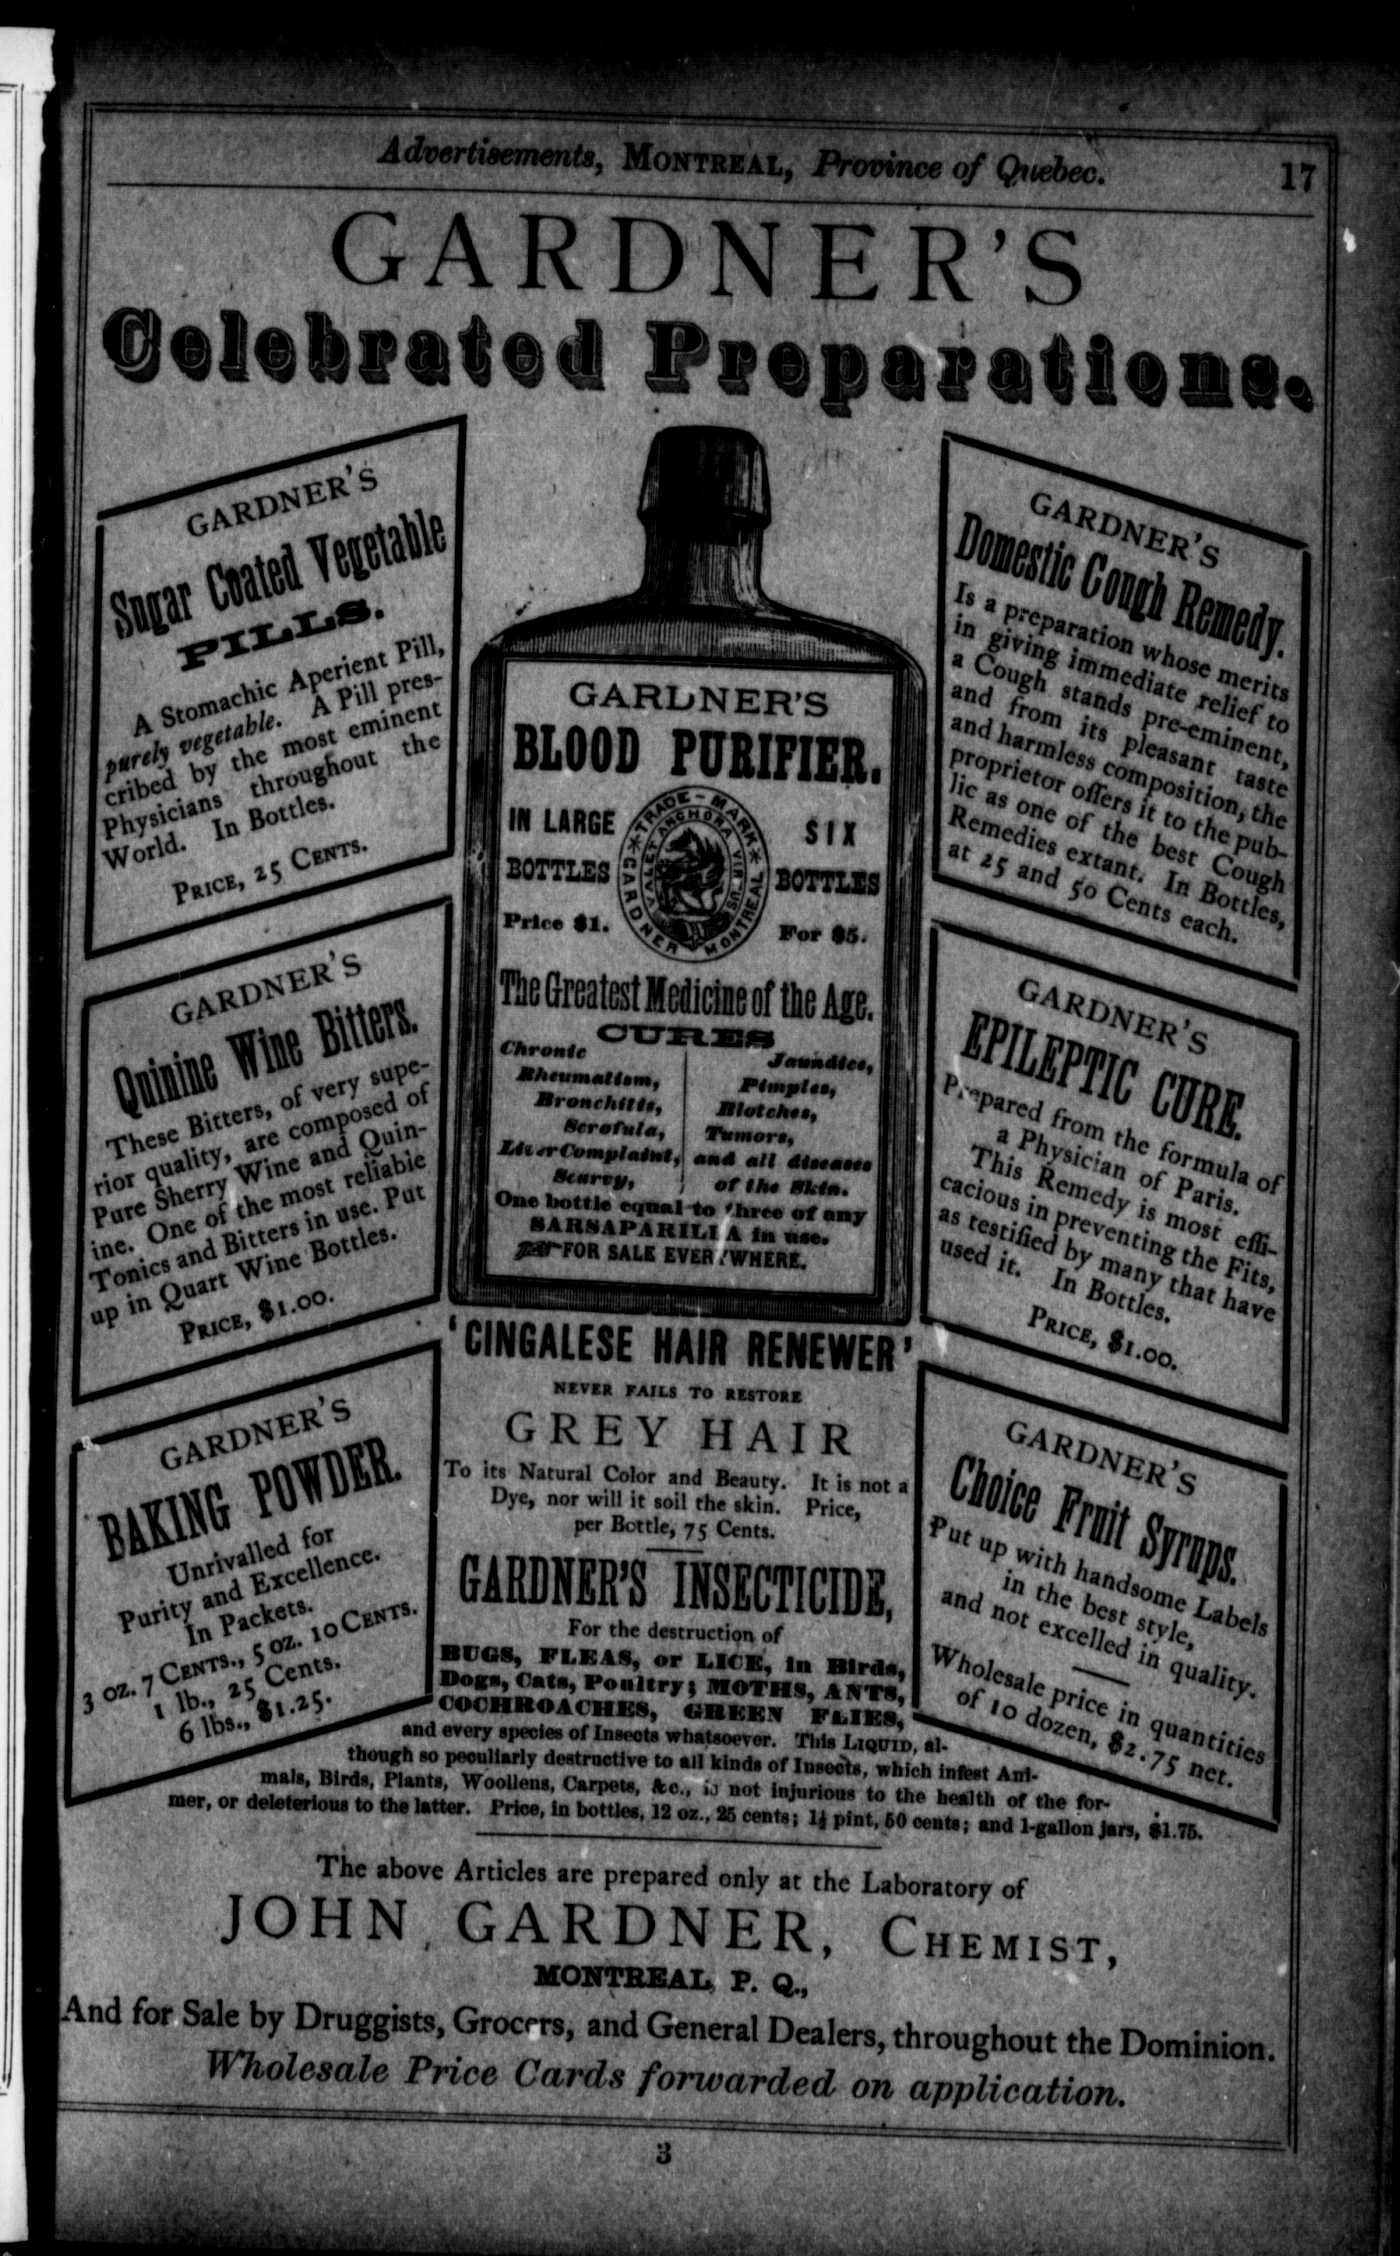 Advertisements, MONTREAL, Province of Quebec.
17
GARDNER'S
Celebrated Preparations.
GARDNER'S
Sugar Coated Vegetable
PILLS.
A Stomachic Aperient Pill,
purely vegetable. A Pill pres-
cribed by the most eminent
Physicians throughout the
World. In Bottles.
PRICE, 25 CENTS.
GARDNER'S
Quinine Wine Bitters.
These Bitters, of very supe-
rior quality, are composed of
Pure Sherry Wine and Quin-
ine. One of the most reliable
Tonics and Bitters in use. Put
up in Quart Wine Bottles.
PRICE, $1.00.
GARDNER'S
BAKING POWDER.
Unrivalled for
Purity and Excellence.
In Packets.
3 oz. 7 CENTS., 5 oz. 10 CENTS.
1 lb., 25 Cents.
6 lbs., $1.25.
GARDNER'S
BLOOD PURIFIER.
IN LARGE
BOTTLES
Price $1.
TRADE-MARK
GARDNER MONTREAL
VALET ANCHORA VIRTUS
SIX
BOTTLES
For $5.
The Greatest Medicine of the Age.
CURES
Chronic
Rheumatism,
Bronchitis,
Scrofula,
Liver Complaint,
Scurvy,
Jaundice,
Pimples,
Blotches,
Tumors,
and all diseases
of the Skin.
One bottle equal to three of any
SARSAPARILLA in use.
FOR SALE EVERYWHERE.
'CINGALESE HAIR RENEWER'
NEVER FAILS TO RESTORE
GREY HAIR
To its Natural Color and Beauty. It is not a
Dye, nor will it soil the skin. Price,
per Bottle, 75 Cents.
GARDNER'S INSECTICIDE,
For the destruction of
BUGS, FLEAS, or LICE, in Birds,
Dogs, Cats, Poultry; MOTHS, ANTS,
COCHROACHES, GREEN FLIES,
and every species of Insects whatsoever. This LIQUID, al-
though so peculiarly destructive to all kinds of Insects, which infest Ani-
mals, Birds, Plants, Woollens, Carpets, &c., is not injurious to the health of the for-
mer, or deleterious to the latter. Price, in bottles, 12 oz., 25 cents; 1½ pint, 50 cents; and 1-gallon jars, $1.75.
GARDNER'S
Domestic Cough Remedy.
Is a preparation whose merits
in giving immediate relief to
a Cough stands pre-eminent,
and from its pleasant taste
and harmless composition, the
proprietor offers it to the pub-
lic as one of the best Cough
Remedies extant. In Bottles,
at 25 and 50 Cents each.
GARDNER'S
EPILEPTIC CURE.
Prepared from the formula of
a Physician of Paris.
This Remedy is most effi-
cacious in preventing the Fits,
as testified by many that have
used it. In Bottles.
PRICE, $1.00.
GARDNER'S
Choice Fruit Syrups.
Put up with handsome Labels
in the best style,
and not excelled in quality.
Wholesale price in quantities
of 10 dozen, $2.75 net.
The above Articles are prepared only at the Laboratory of
JOHN GARDNER, CHEMIST,
MONTREAL, P. Q.,
And for Sale by Druggists, Grocers, and General Dealers, throughout the Dominion.
Wholesale Price Cards forwarded on application.
3